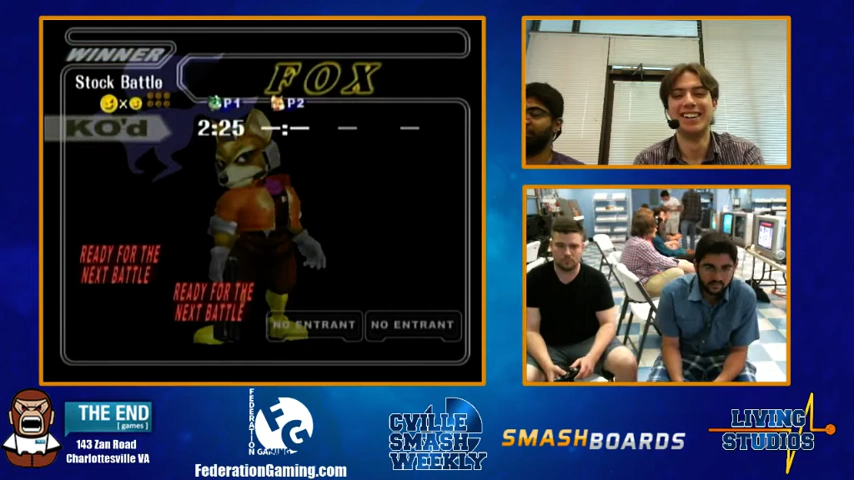 WINNER
FOX
Stock Battle
×
P1 P2
KO'd 2:25 —:— — —
READY FOR THE
NEXT BATTLE
READY FOR THE
NEXT BATTLE
NO ENTRANT NO ENTRANT
THE END
[games]
143 Zan Road
Charlottesville VA
FEDERATION
FG
GAMING
FederationGaming.com
CVILLE
SMASH
WEEKLY
SMASHBOARDS
LIVING
STUDIOS